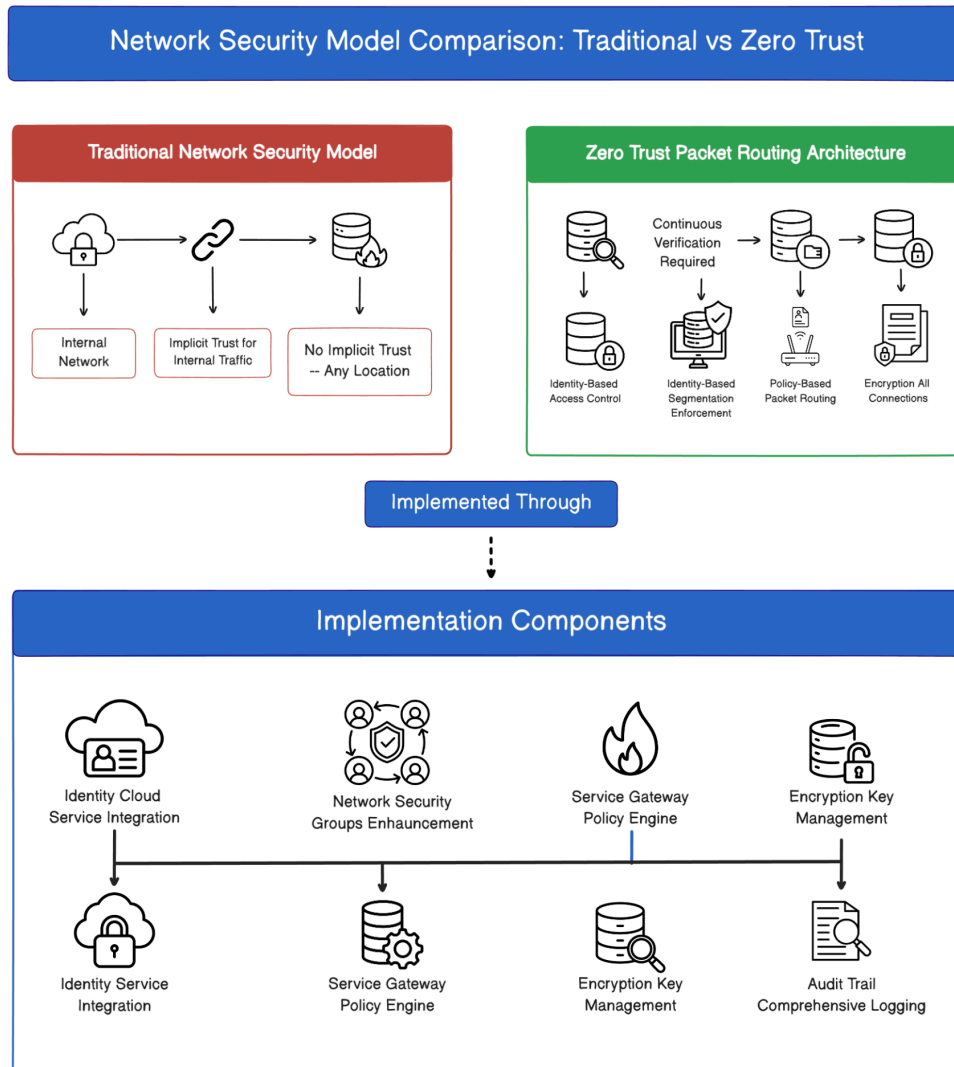 Network Security Model Comparison: Traditional vs Zero Trust
Traditional Network Security Model
Internal
Network
Implicit Trust for
Internal Traffic
No Implicit Trust
-- Any Location
Zero Trust Packet Routing Architecture
Continuous
Verification
Required
Identity-Based
Access Control
Identity-Based
Segmentation
Enforcement
Policy-Based
Packet Routing
Encryption All
Connections
Implemented Through
Implementation Components
Identity Cloud
Service Integration
Network Security
Groups Enhauncement
Service Gateway
Policy Engine
Encryption Key
Management
Identity Service
Integration
Service Gateway
Policy Engine
Encryption Key
Management
Audit Trail
Comprehensive Logging